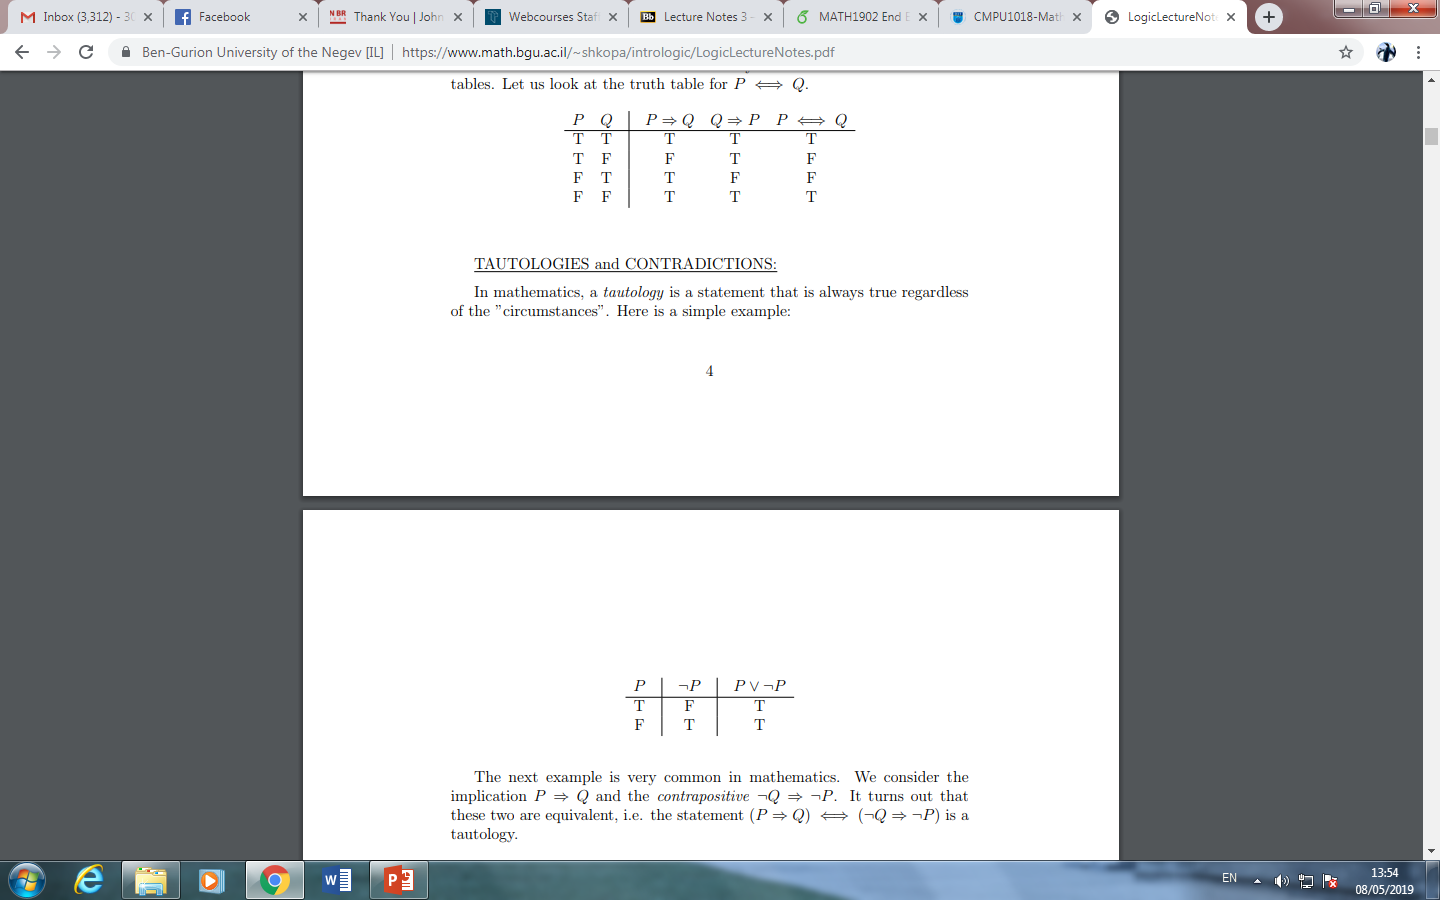 Inbox (3,312) - 30
Facebook
NBR
Thank You | John
Webcourses Staf
Bb
Lecture Notes 3 -
MATH1902 End E
CMPU1018-Math
LogicLectureNote
Ben-Gurion University of the Negev [IL] | https://www.math.bgu.ac.il/~shkopa/intrologic/LogicLectureNotes.pdf
tables. Let us look at the truth table for P ⟺ Q.
P Q P ⇒ Q Q ⇒ P P ⟺ Q
T T T T T
T F F T F
F T T F F
F F T T T
TAUTOLOGIES and CONTRADICTIONS:
In mathematics, a tautology is a statement that is always true regardless
of the ”circumstances”. Here is a simple example:
4
P ¬P P ∨ ¬P
T F T
F T T
The next example is very common in mathematics. We consider the
implication P ⇒ Q and the contrapositive ¬Q ⇒ ¬P. It turns out that
these two are equivalent, i.e. the statement (P ⇒ Q) ⟺ (¬Q ⇒ ¬P) is a
tautology.
EN
13:54
08/05/2019